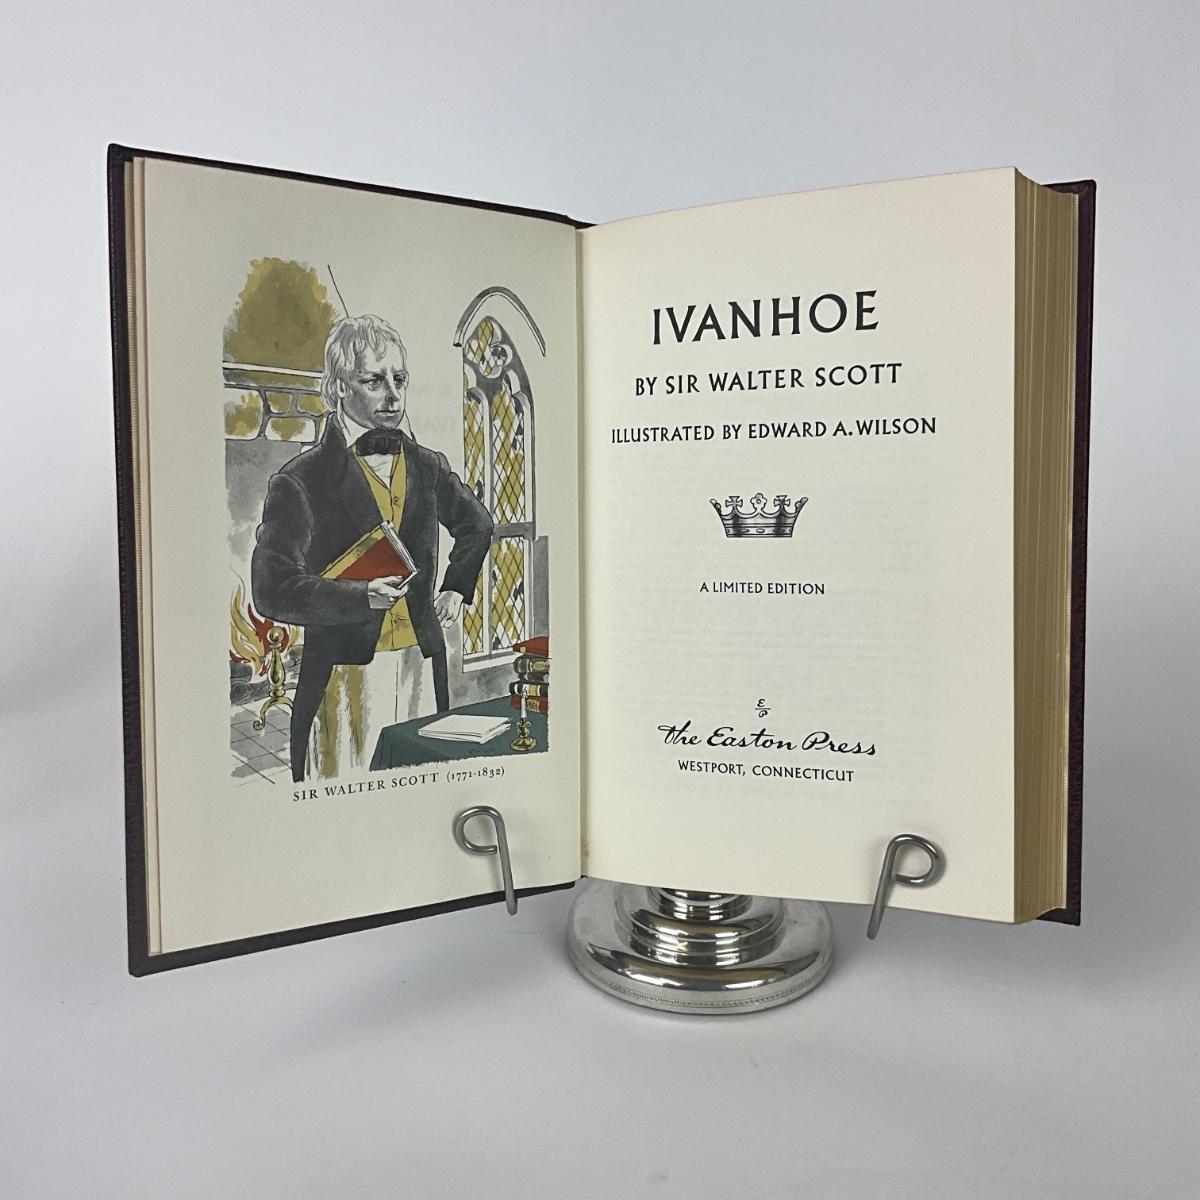 SIR WALTER SCOTT (1771-1832)
IVANHOE
BY SIR WALTER SCOTT
ILLUSTRATED BY EDWARD A. WILSON
A LIMITED EDITION
The Easton Press
WESTPORT, CONNECTICUT